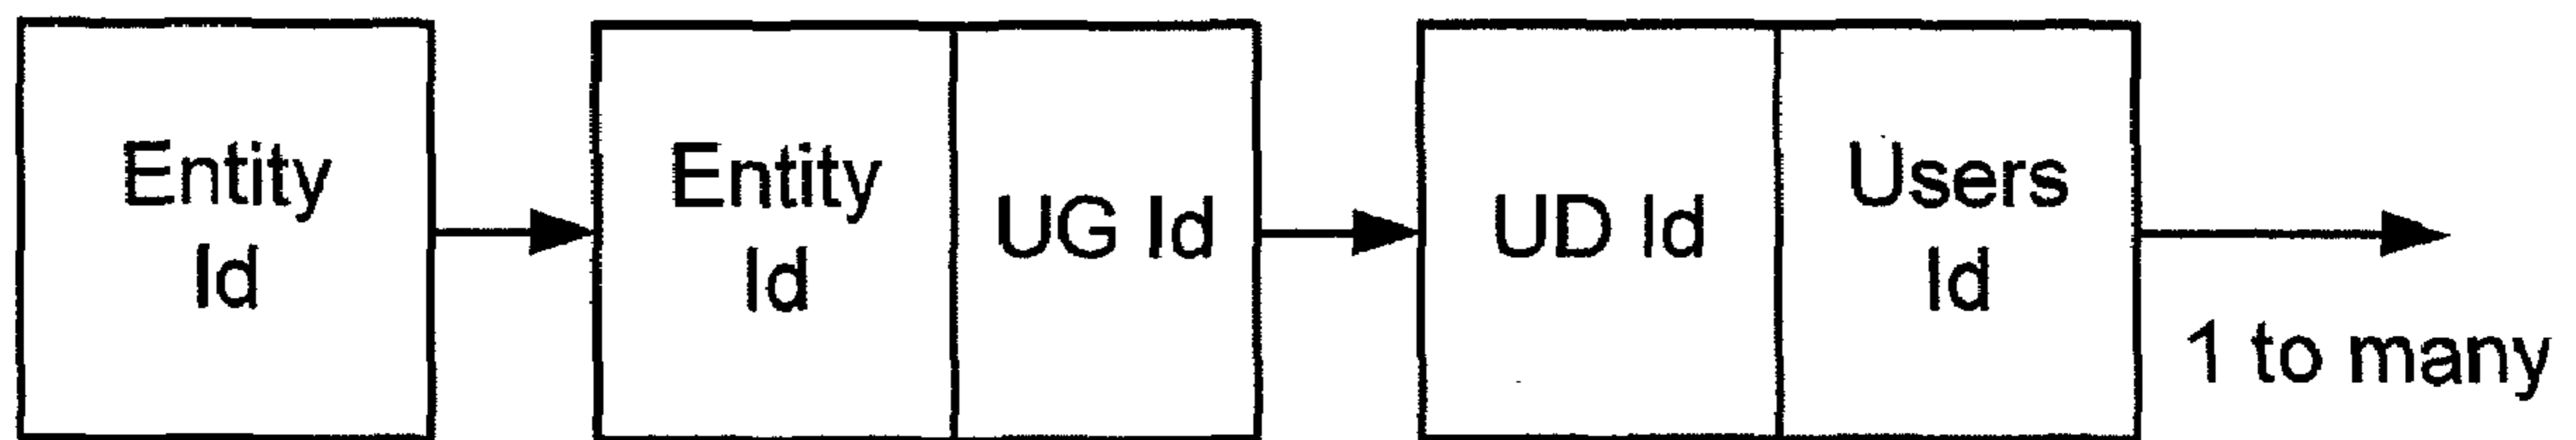 Entity
Id
Entity
Id
UG Id
UD Id
Users
Id
1 to many